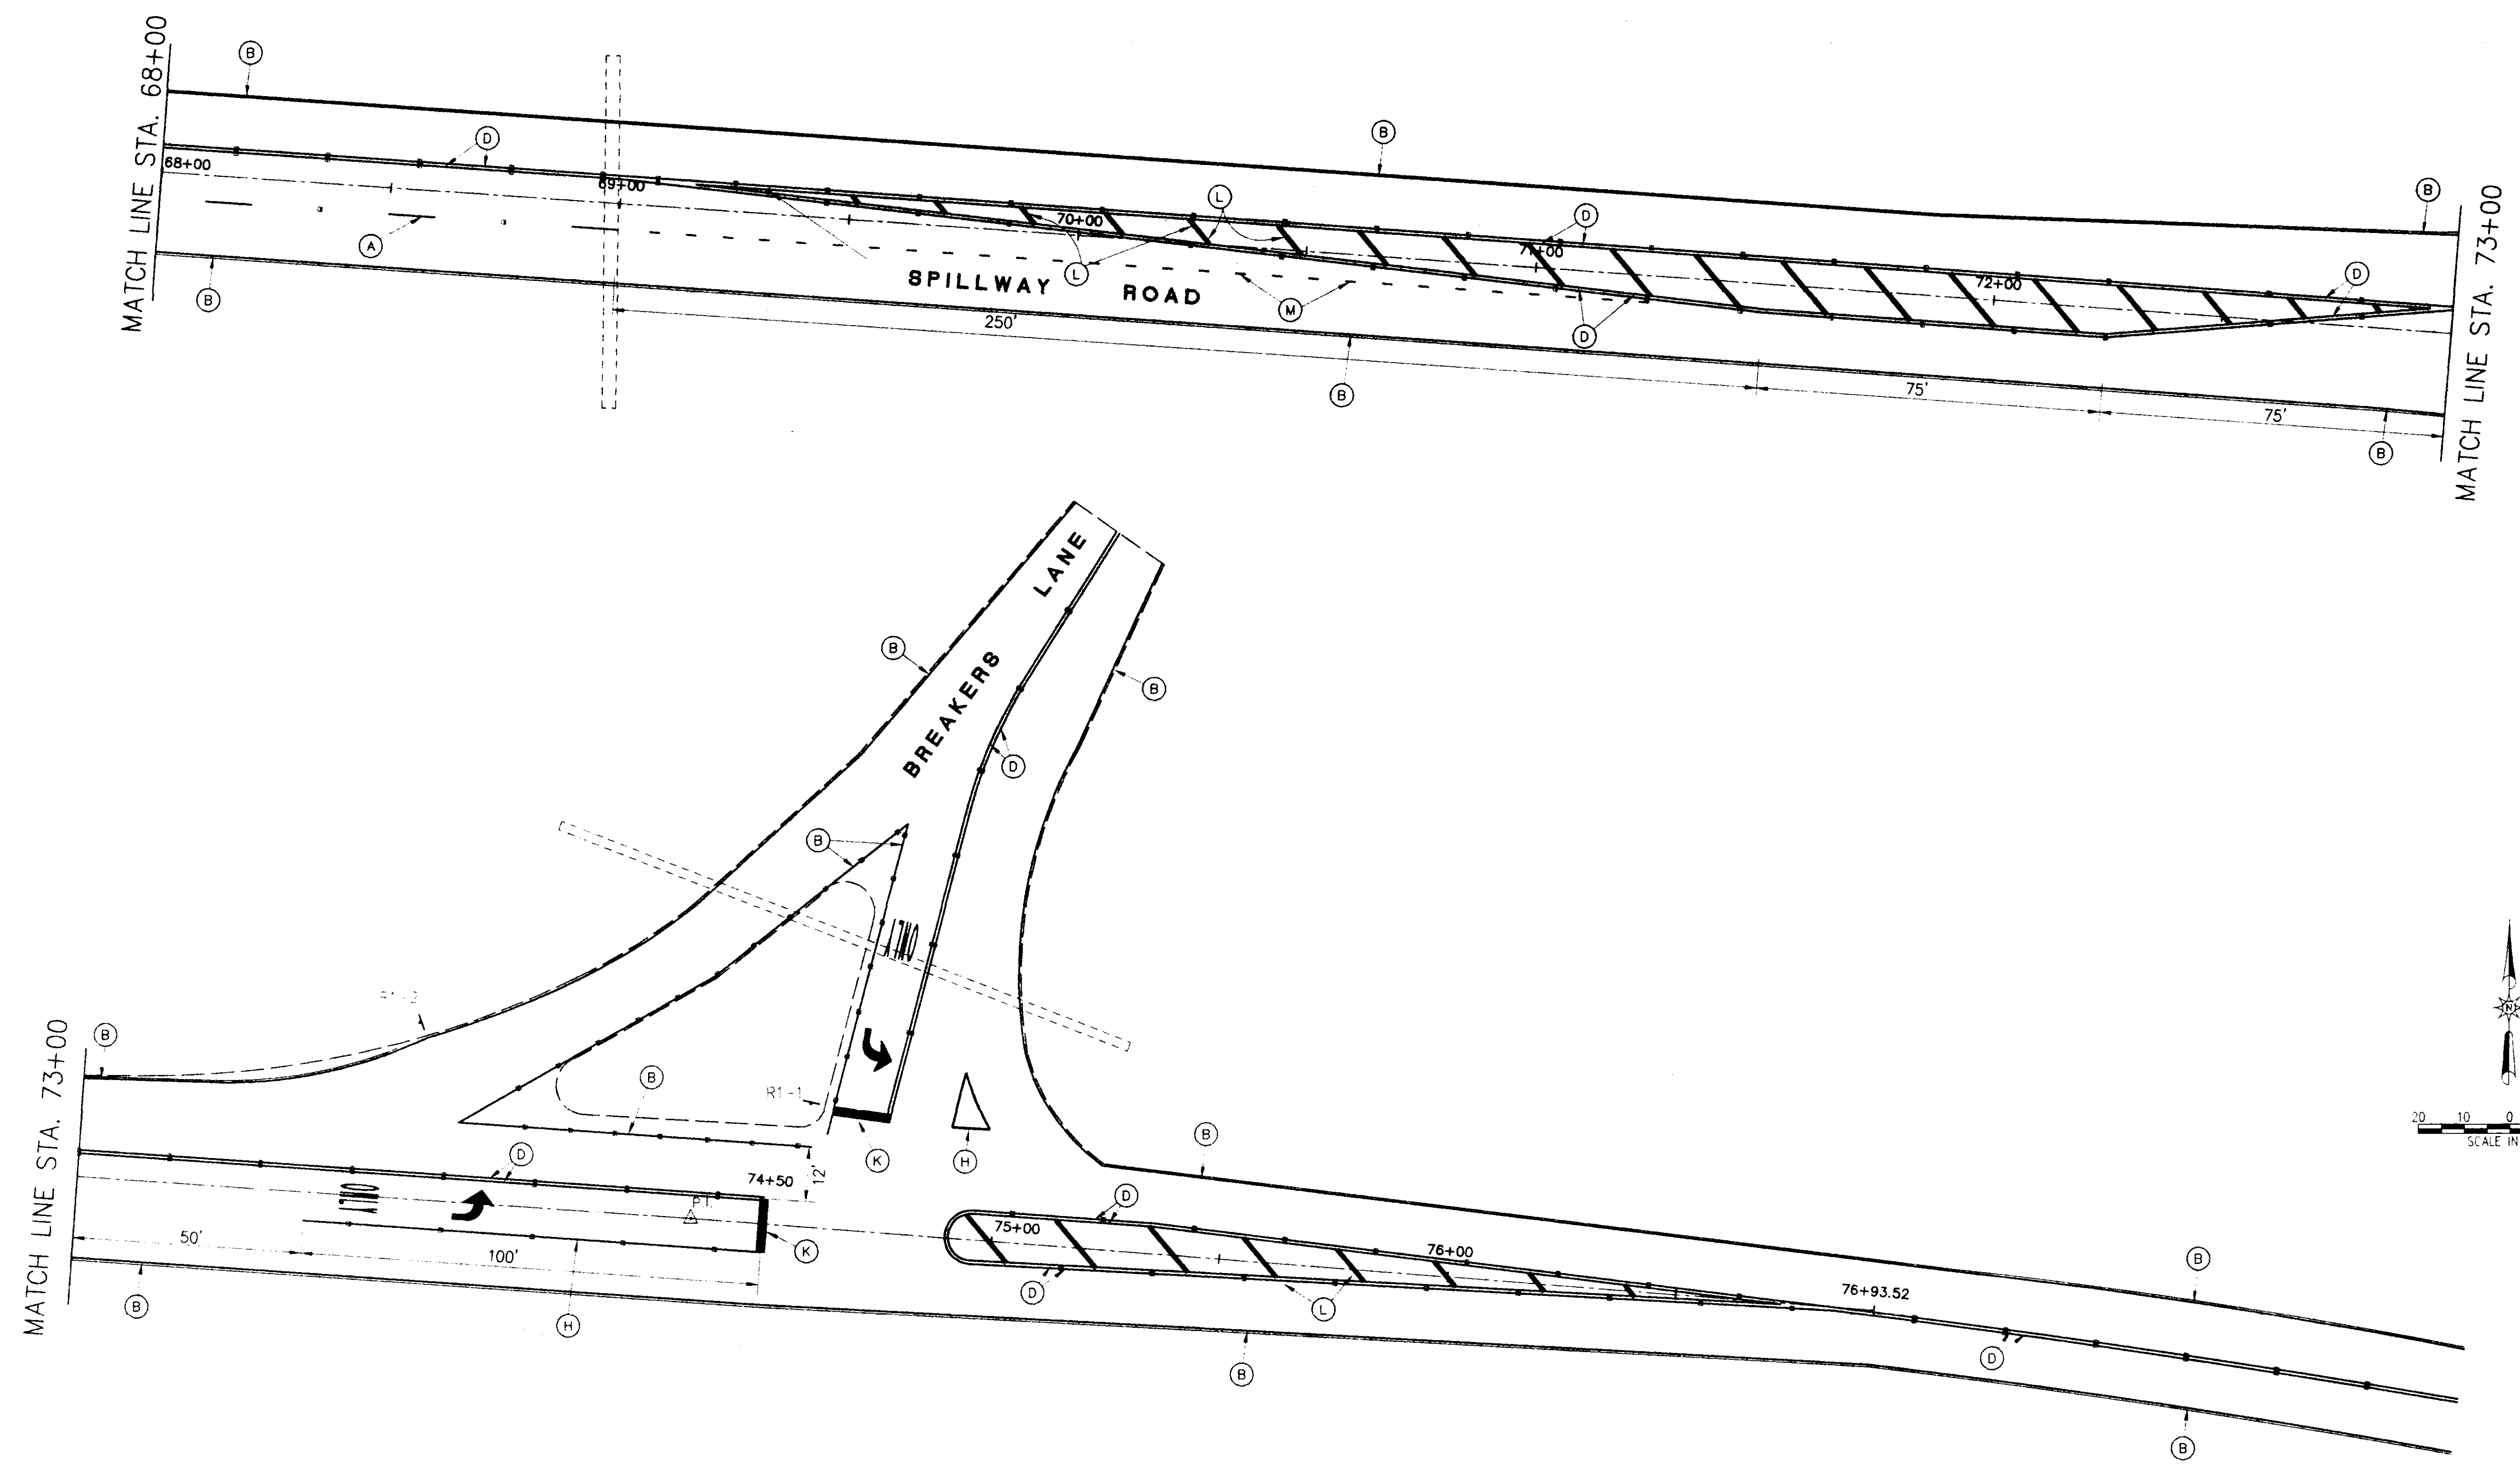 MATCH LINE STA. 68+00
B
D
68+00
69+00
A
B
L
70+00
L
SPILLWAY ROAD
250'
B
D
71+00
M
D
B
72+00
D
B
75'
75'
B
MATCH LINE STA. 73+00
BREAKERS LANE
B
B
D
B
R1-2
MATCH LINE STA. 73+00
B
B
R1-1
K
H
B
D
74+50
12'
P.I.
50'
100'
K
B
H
D
75+00
76+00
D
L
B
76+93.52
B
D
B
N
20 10 0
SCALE IN